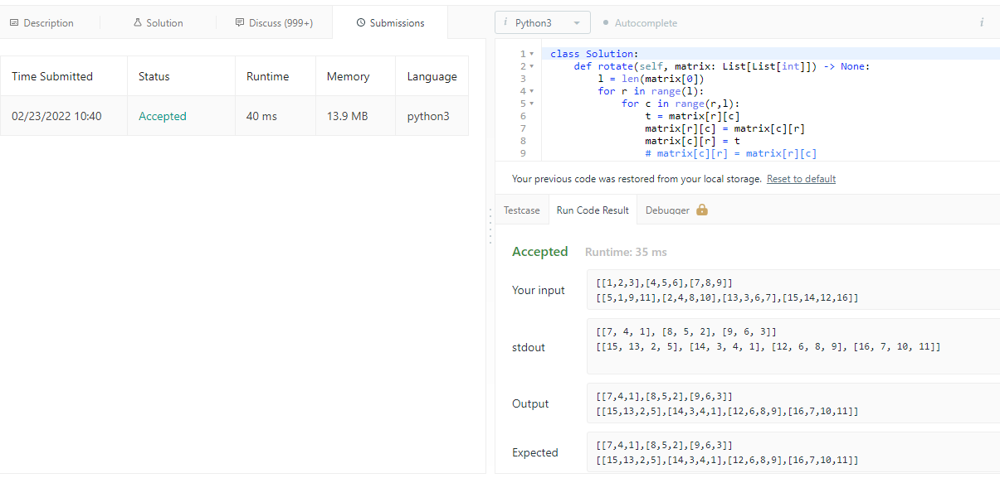 Description Solution Discuss (999+) Submissions
Time Submitted Status Runtime Memory Language
02/23/2022 10:40 Accepted 40 ms 13.9 MB python3
i Python3 Autocomplete i
1 class Solution:
2 def rotate(self, matrix: List[List[int]]) -> None:
3 l = len(matrix[0])
4 for r in range(l):
5 for c in range(r,l):
6 t = matrix[r][c]
7 matrix[r][c] = matrix[c][r]
8 matrix[c][r] = t
9 # matrix[c][r] = matrix[r][c]
Your previous code was restored from your local storage. Reset to default
Testcase Run Code Result Debugger
Accepted Runtime: 35 ms
Your input
[[1,2,3],[4,5,6],[7,8,9]]
[[5,1,9,11],[2,4,8,10],[13,3,6,7],[15,14,12,16]]
stdout
[[7, 4, 1], [8, 5, 2], [9, 6, 3]]
[[15, 13, 2, 5], [14, 3, 4, 1], [12, 6, 8, 9], [16, 7, 10, 11]]
Output
[[7,4,1],[8,5,2],[9,6,3]]
[[15,13,2,5],[14,3,4,1],[12,6,8,9],[16,7,10,11]]
Expected
[[7,4,1],[8,5,2],[9,6,3]]
[[15,13,2,5],[14,3,4,1],[12,6,8,9],[16,7,10,11]]